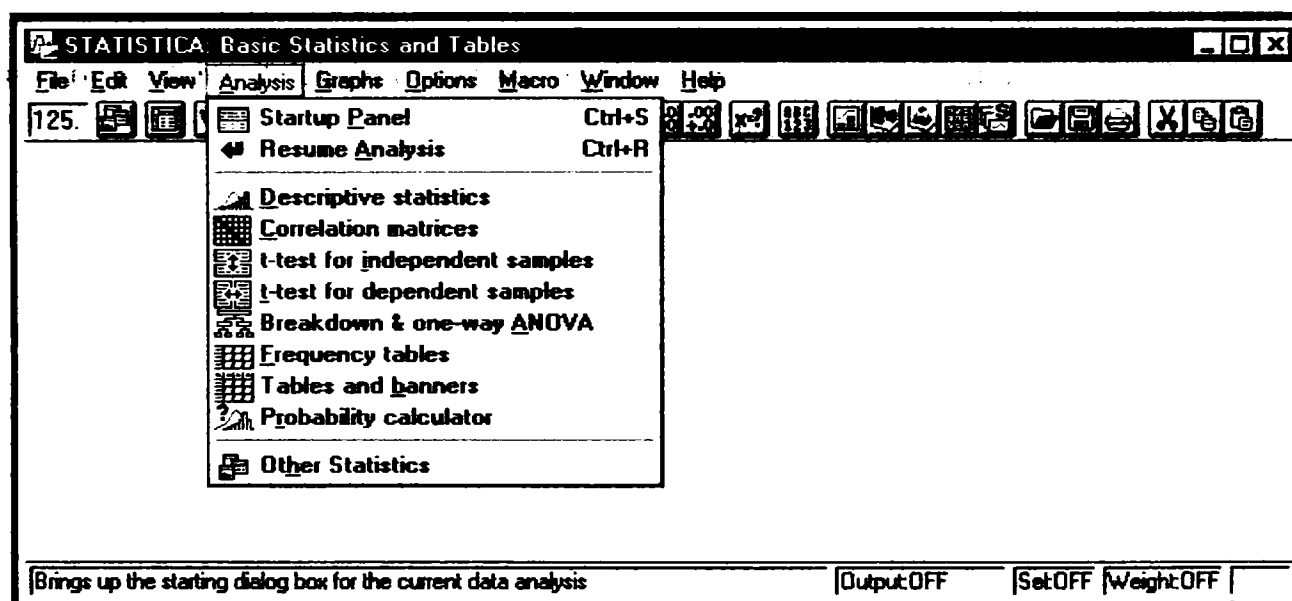 STATISTICA: Basic Statistics and Tables
File Edit View Analysis Graphs Options Macro Window Help
125.
Startup Panel Ctrl+S
Resume Analysis Ctrl+R
Descriptive statistics
Correlation matrices
t-test for independent samples
t-test for dependent samples
Breakdown & one-way ANOVA
Frequency tables
Tables and banners
Probability calculator
Other Statistics
Brings up the starting dialog box for the current data analysis Output:OFF Sel:OFF Weight:OFF